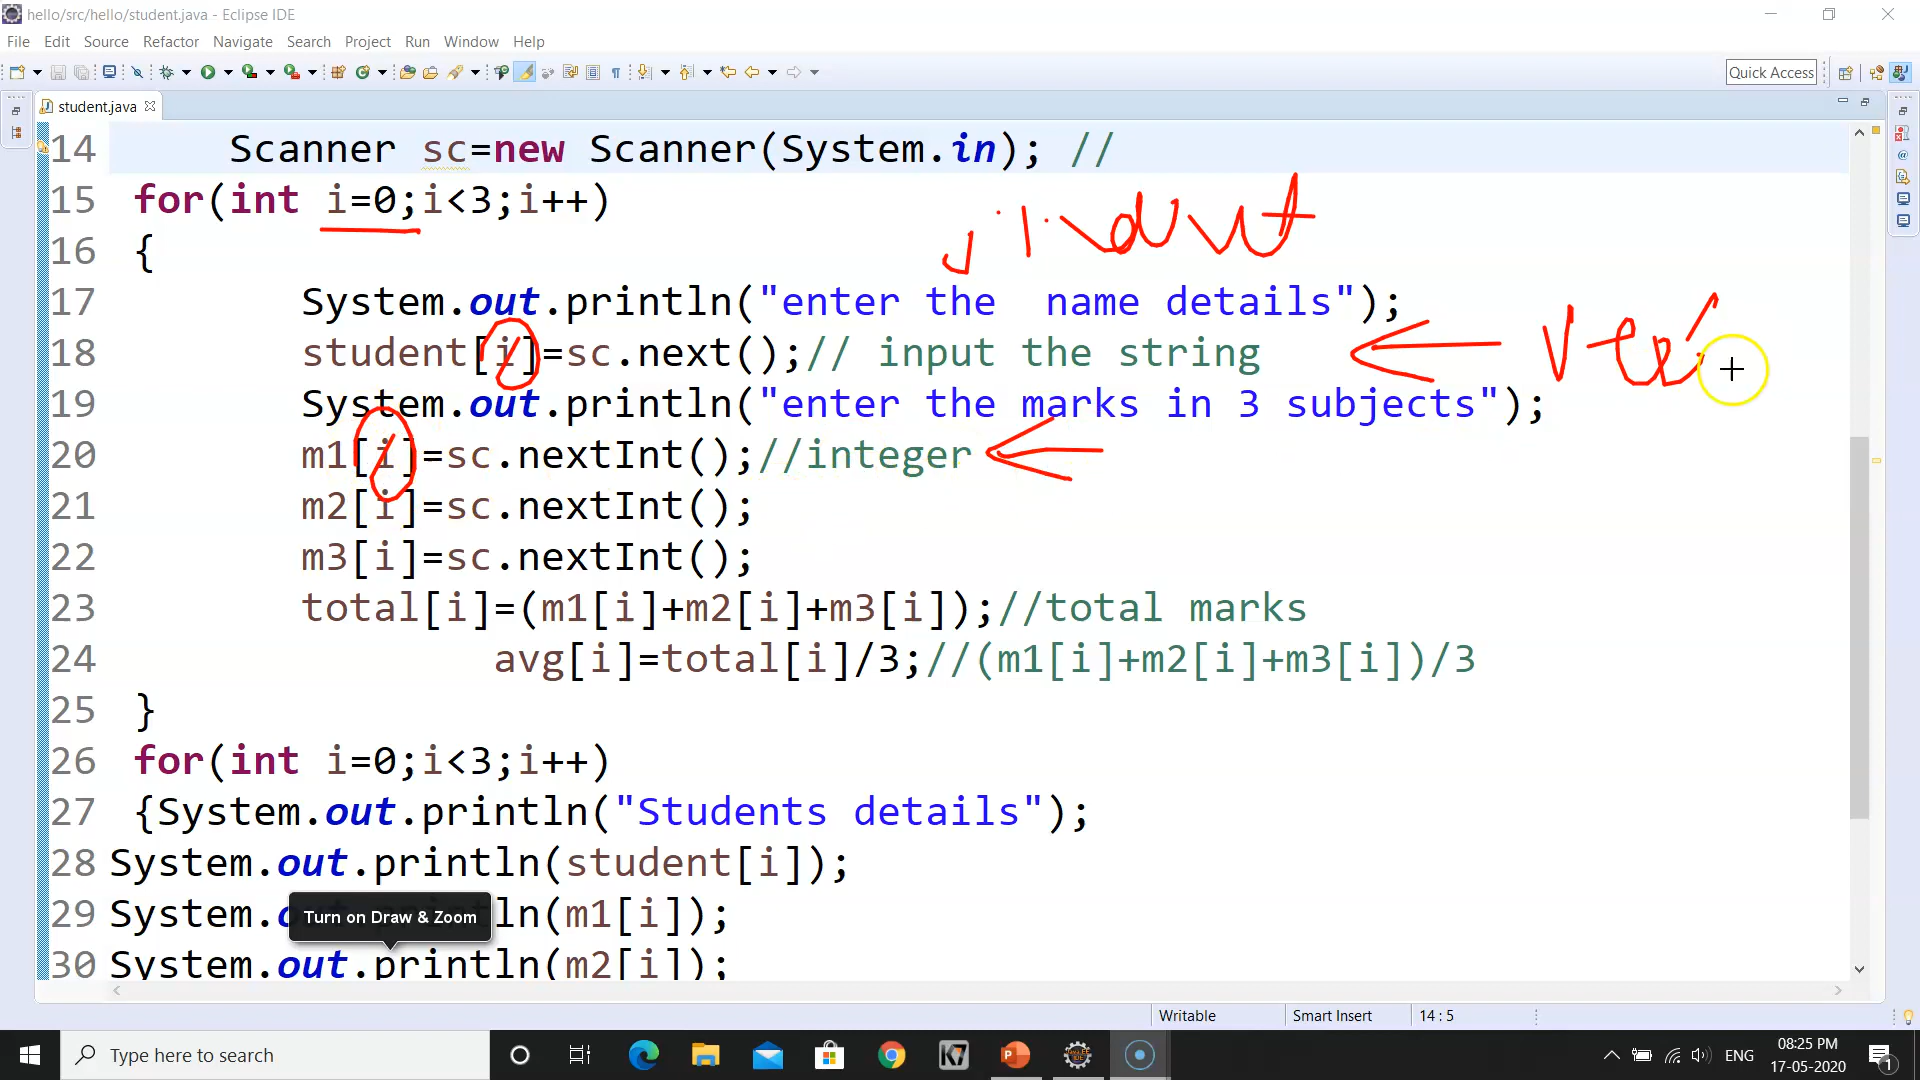 hello/src/hello/student.java - Eclipse IDE
File Edit Source Refactor Navigate Search Project Run Window Help
Quick Access
student.java
14 Scanner sc=new Scanner(System.in); //
15 for(int i=0;i<3;i++)
16 {
17 System.out.println("enter the  name details");
18 student[i]=sc.next();// input the string
19 System.out.println("enter the marks in 3 subjects");
20 m1[i]=sc.nextInt();//integer
21 m2[i]=sc.nextInt();
22 m3[i]=sc.nextInt();
23 total[i]=(m1[i]+m2[i]+m3[i]);//total marks
24 avg[i]=total[i]/3;//(m1[i]+m2[i]+m3[i])/3
25 }
26 for(int i=0;i<3;i++)
27 {System.out.println("Students details");
28 System.out.println(student[i]);
29 System.out.println(m1[i]);
Turn on Draw & Zoom
30 System.out.println(m2[i]);
Writable Smart Insert 14 : 5
Type here to search
K7
ENG
08:25 PM
17-05-2020
1